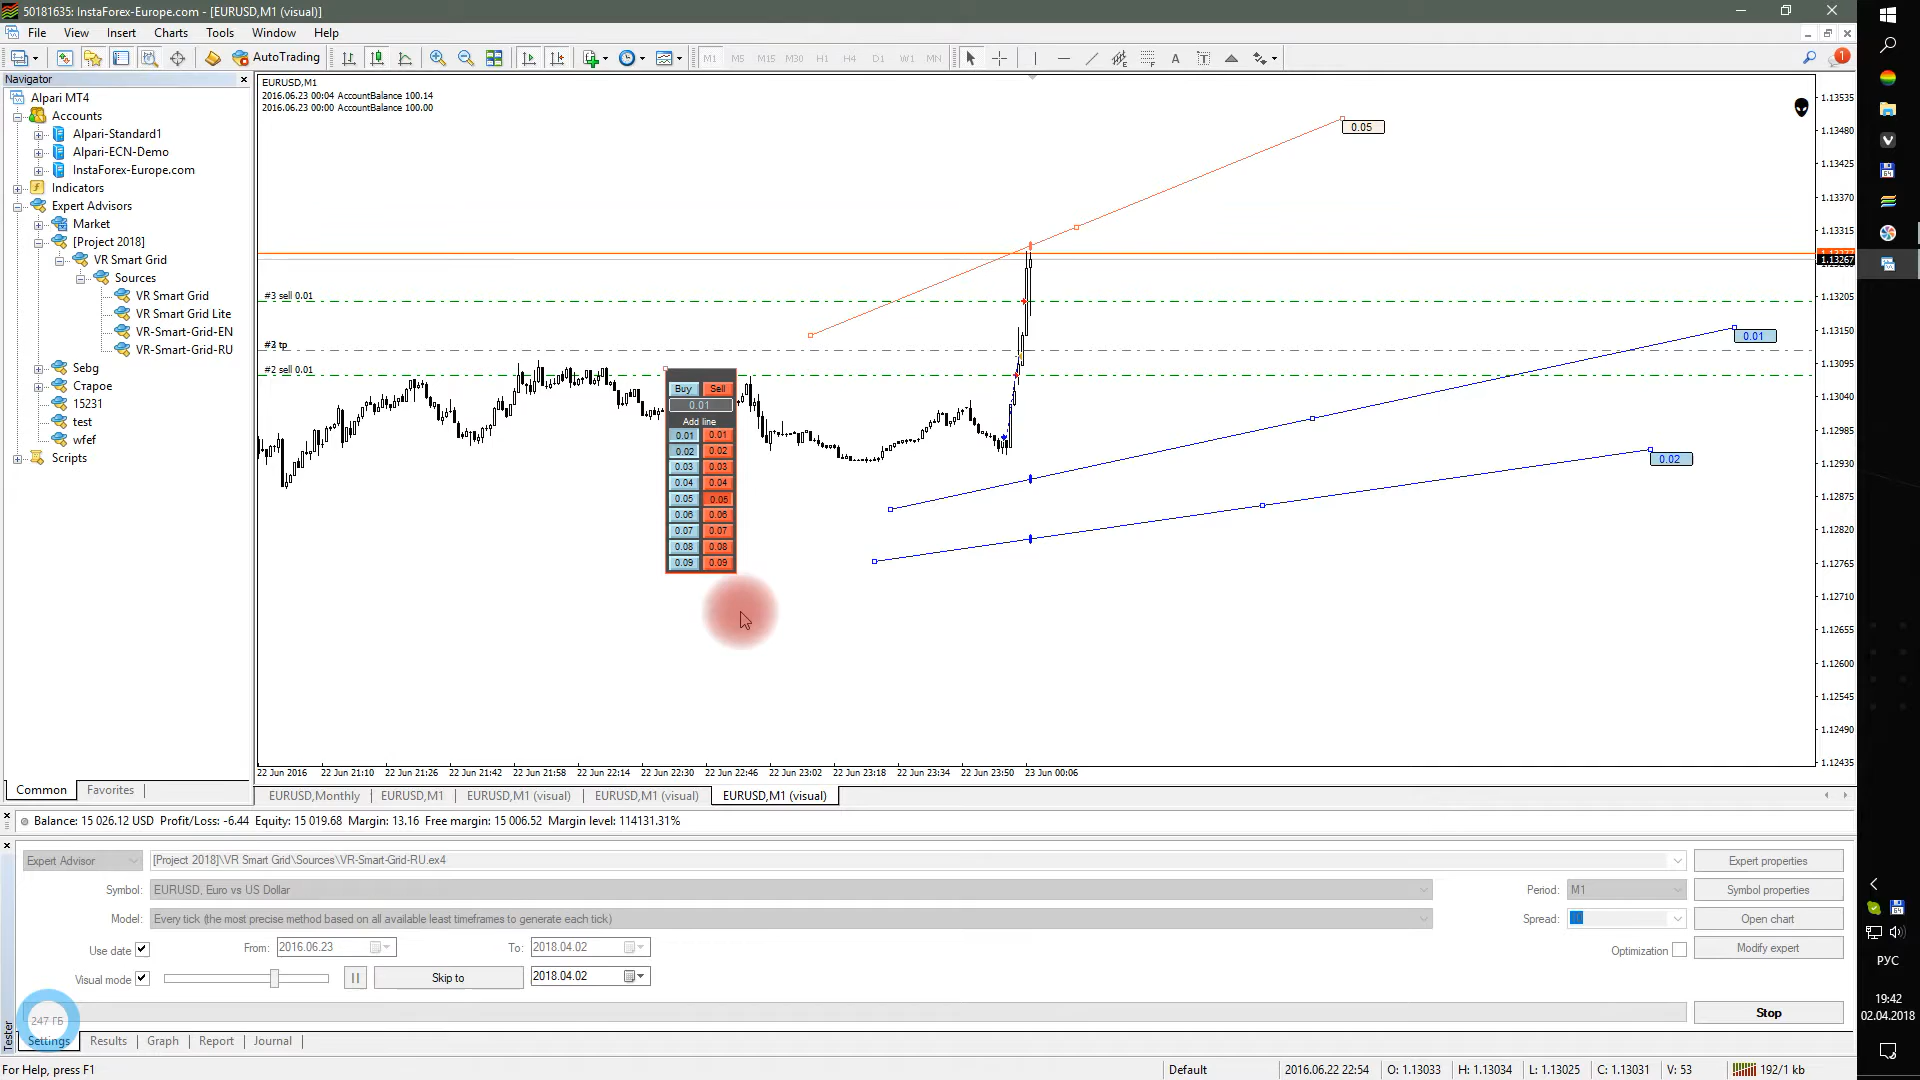 50181635: InstaForex-Europe.com - [EURUSD,M1 (visual)]
File View Insert Charts Tools Window Help
AutoTrading
M1 M5 M15 M30 H1 H4 D1 W1 MN
A T
1
Navigator
Alpari MT4
Accounts
Alpari-Standard1
Alpari-ECN-Demo
InstaForex-Europe.com
Indicators
Expert Advisors
Market
[Project 2018]
VR Smart Grid
Sources
VR Smart Grid
VR Smart Grid Lite
VR-Smart-Grid-EN
VR-Smart-Grid-RU
Sebg
Старое
15231
test
wfef
Scripts
Common Favorites
EURUSD,M1
2016.06.23 00:04 AccountBalance 100.14
2016.06.23 00:00 AccountBalance 100.00
#3 sell 0.01
#3 tp
#2 sell 0.01
0.05
0.01
0.02
Buy Sell
0.01
Add line
0.01 0.01
0.02 0.02
0.03 0.03
0.04 0.04
0.05 0.05
0.06 0.06
0.07 0.07
0.08 0.08
0.09 0.09
1.13535
1.13480
1.13425
1.13370
1.13315
1.13267
1.13205
1.13150
1.13095
1.13040
1.12985
1.12930
1.12875
1.12820
1.12765
1.12710
1.12655
1.12600
1.12545
1.12490
1.12435
22 Jun 2016 22 Jun 21:10 22 Jun 21:26 22 Jun 21:42 22 Jun 21:58 22 Jun 22:14 22 Jun 22:30 22 Jun 22:46 22 Jun 23:02 22 Jun 23:18 22 Jun 23:34 22 Jun 23:50 23 Jun 00:06
EURUSD,Monthly EURUSD,M1 EURUSD,M1 (visual) EURUSD,M1 (visual) EURUSD,M1 (visual)
Balance: 15 026.12 USD Profit/Loss: -6.44 Equity: 15 019.68 Margin: 13.16 Free margin: 15 006.52 Margin level: 114131.31%
Expert Advisor [Project 2018]\VR Smart Grid\Sources\VR-Smart-Grid-RU.ex4 Expert properties
Symbol: EURUSD, Euro vs US Dollar Period: M1 Symbol properties
Model: Every tick (the most precise method based on all available least timeframes to generate each tick) Spread: Open chart
Use date From: 2016.06.23 To: 2018.04.02 Optimization Modify expert
Visual mode Skip to 2018.04.02
Stop
247 ГБ
Tester
Settings Results Graph Report Journal
For Help, press F1 Default 2016.06.22 22:54 O: 1.13033 H: 1.13034 L: 1.13025 C: 1.13031 V: 53 192/1 kb
64
64
РУС
19:42
02.04.2018